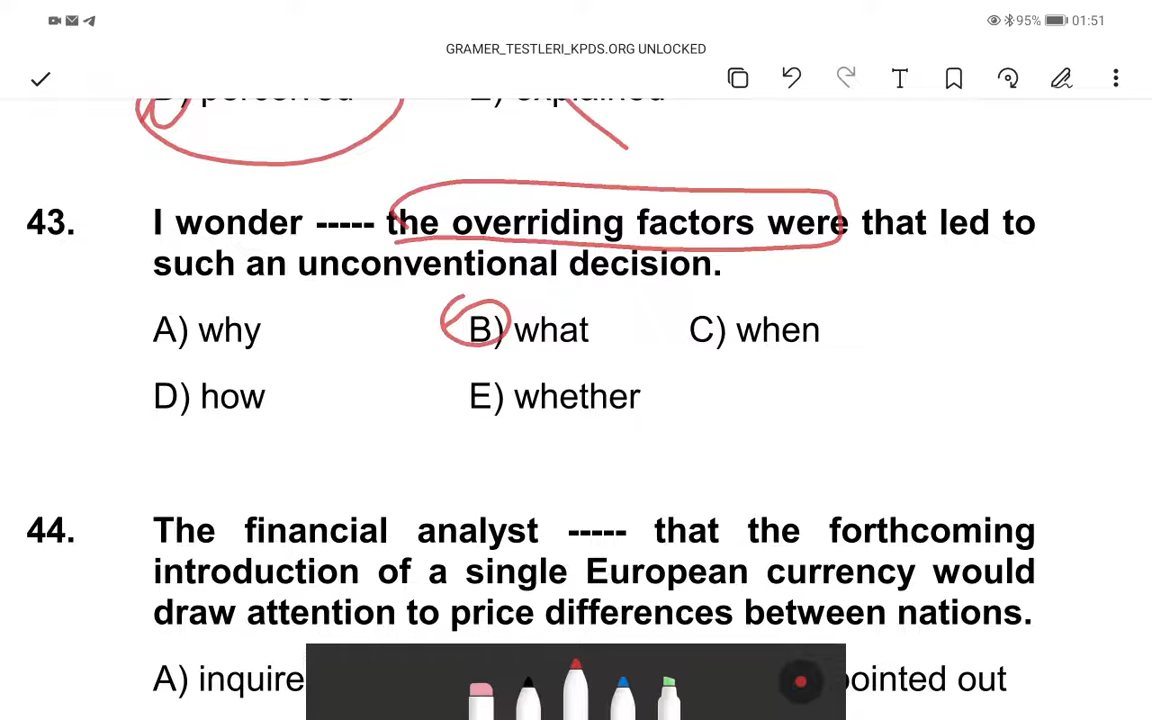 95% 01:51
GRAMER_TESTLERI_KPDS.ORG UNLOCKED
D) perceived E) explained
43. I wonder ----- the overriding factors were that led to
such an unconventional decision.
A) why B) what C) when
D) how E) whether
44. The financial analyst ----- that the forthcoming
introduction of a single European currency would
draw attention to price differences between nations.
A) inquire pointed out